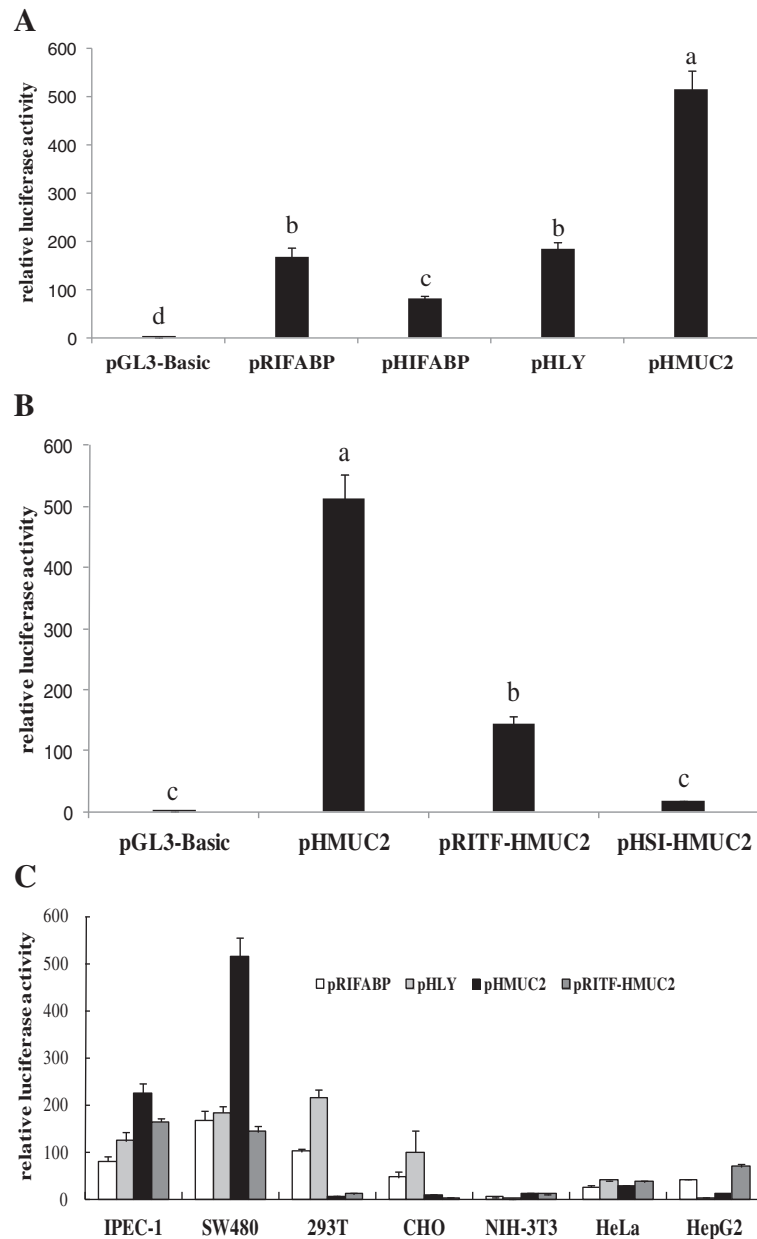 A
relative luciferase activity
600
500
400
300
200
100
0
d
b
c
b
a
pGL3-Basic pRIFABP pHIFABP pHLY pHMUC2
B
relative luciferase activity
600
500
400
300
200
100
0
c
a
b
c
pGL3-Basic pHMUC2 pRITF-HMUC2 pHSI-HMUC2
C
relative luciferase activity
600
500
400
300
200
100
0
pRIFABP pHLY pHMUC2 pRITF-HMUC2
IPEC-1 SW480 293T CHO NIH-3T3 HeLa HepG2